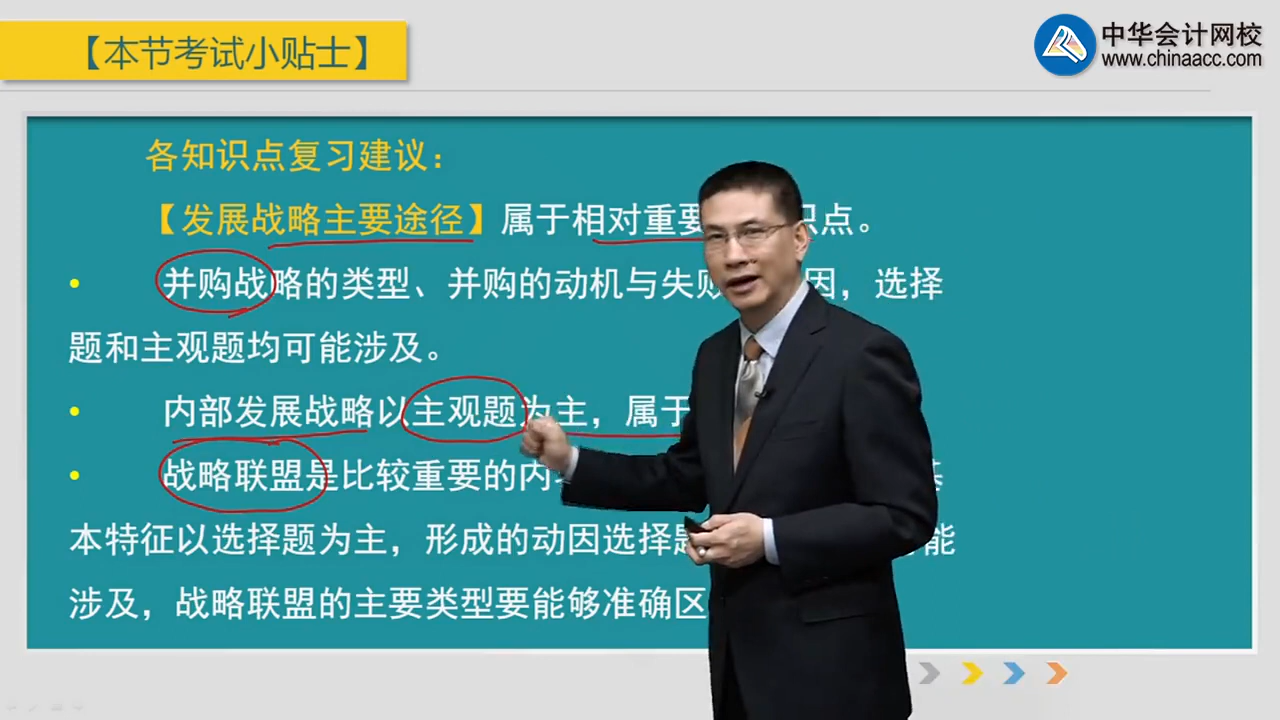 【本节考试小贴士】
中华会计网校
www.chinaacc.com
各知识点复习建议：
【发展战略主要途径】属于相对重要 识点。
• 并购战略的类型、并购的动机与失败 因，选择
题和主观题均可能涉及。
• 内部发展战略以主观题为主，属于
• 战略联盟是比较重要的内
本特征以选择题为主，形成的动因选择题 能
涉及，战略联盟的主要类型要能够准确区